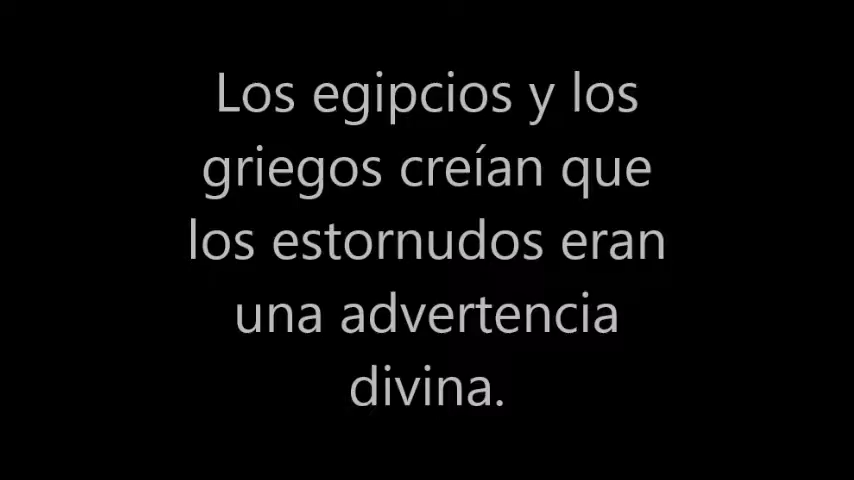 Los egipcios y los
griegos creían que
los estornudos eran
una advertencia
divina.